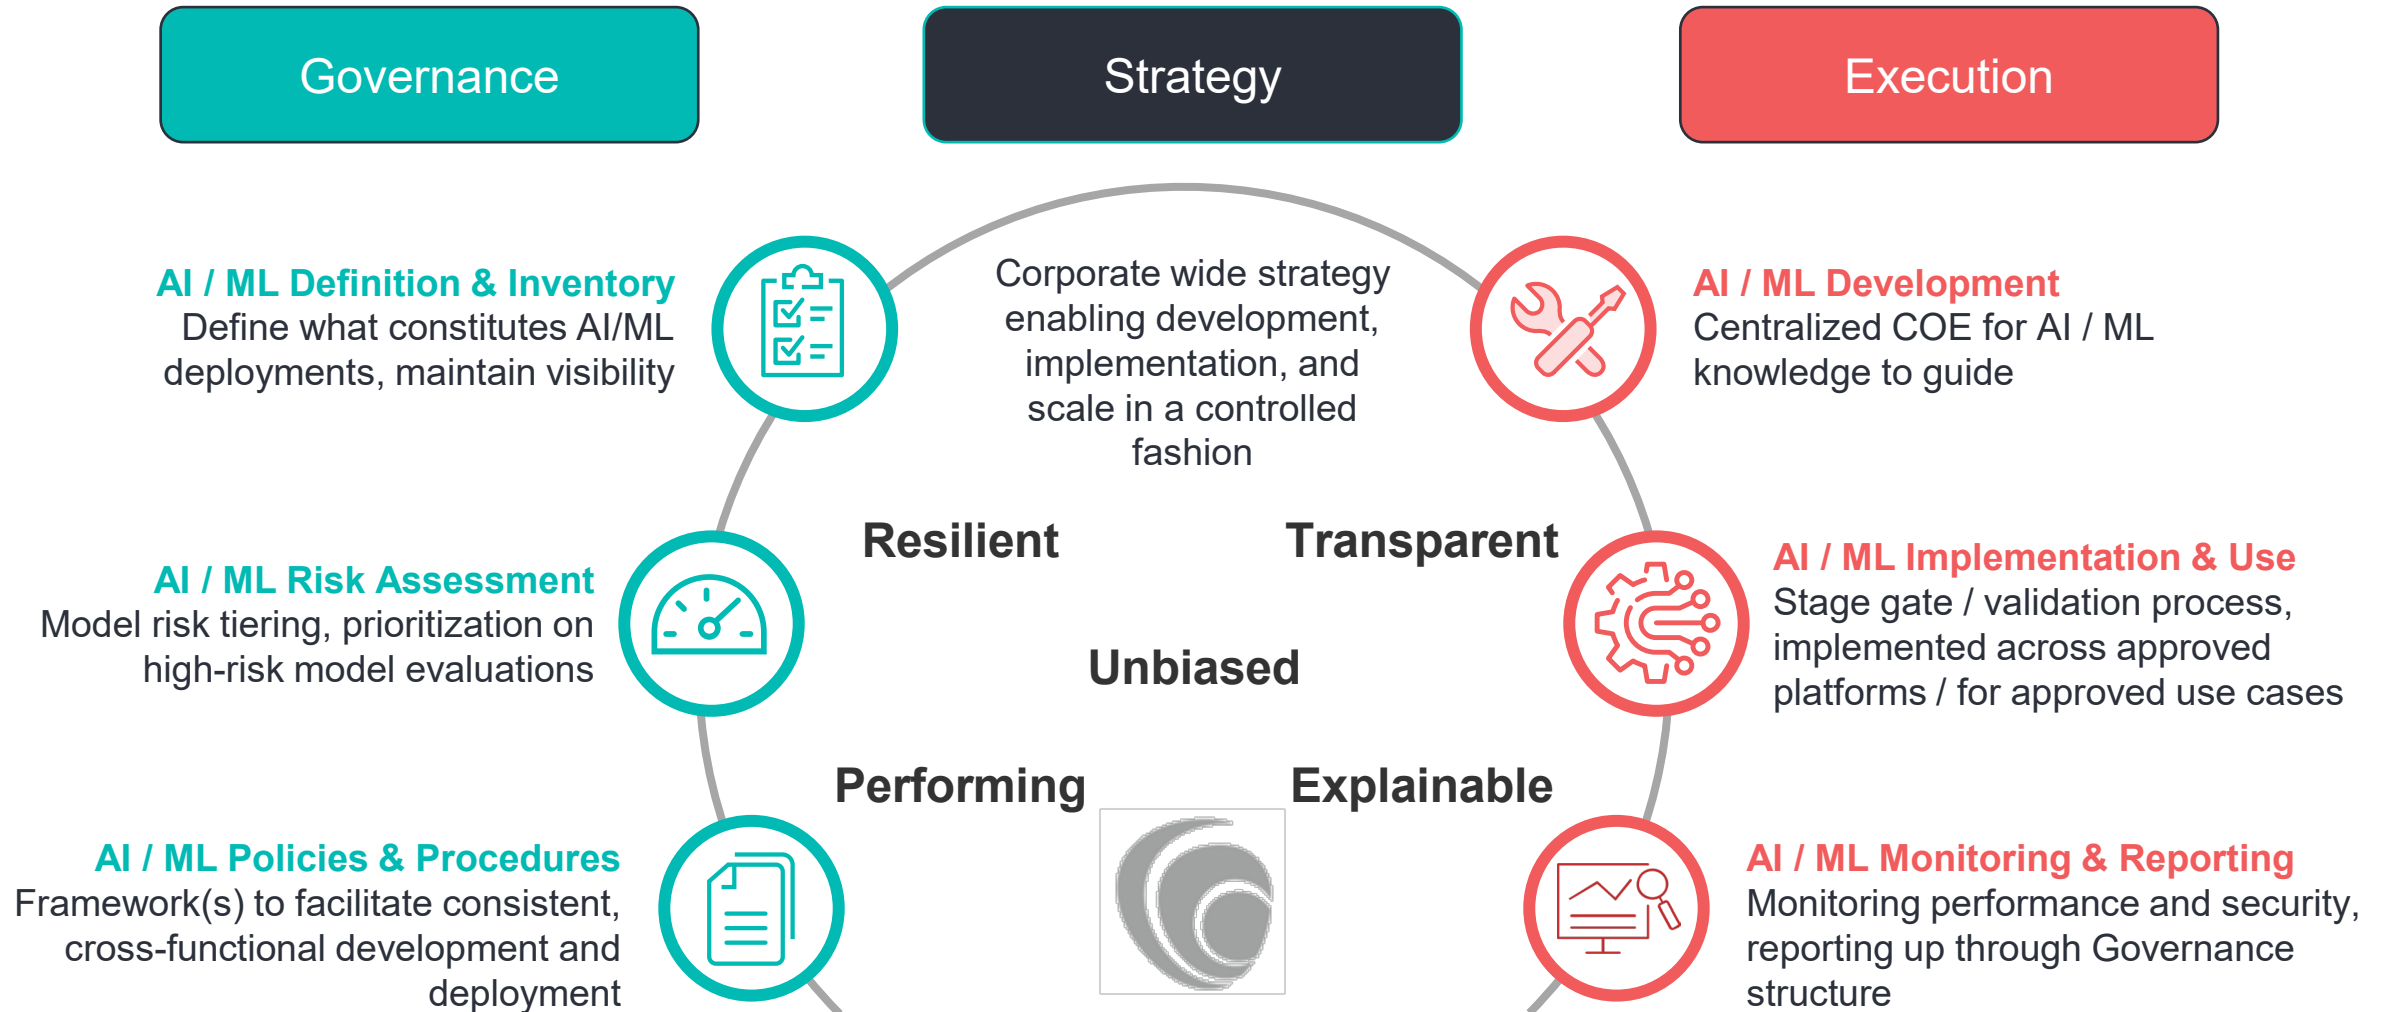 Governance
Strategy
Execution
AI / ML Definition & Inventory
Define what constitutes AI/ML
deployments, maintain visibility
Corporate wide strategy
enabling development,
implementation, and
scale in a controlled
fashion
AI / ML Development
Centralized COE for AI / ML
knowledge to guide
Resilient
Transparent
AI / ML Risk Assessment
Model risk tiering, prioritization on
high-risk model evaluations
Unbiased
AI / ML Implementation & Use
Stage gate / validation process,
implemented across approved
platforms / for approved use cases
Performing
Explainable
AI / ML Policies & Procedures
Framework(s) to facilitate consistent,
cross-functional development and
deployment
AI / ML Monitoring & Reporting
Monitoring performance and security,
reporting up through Governance
structure